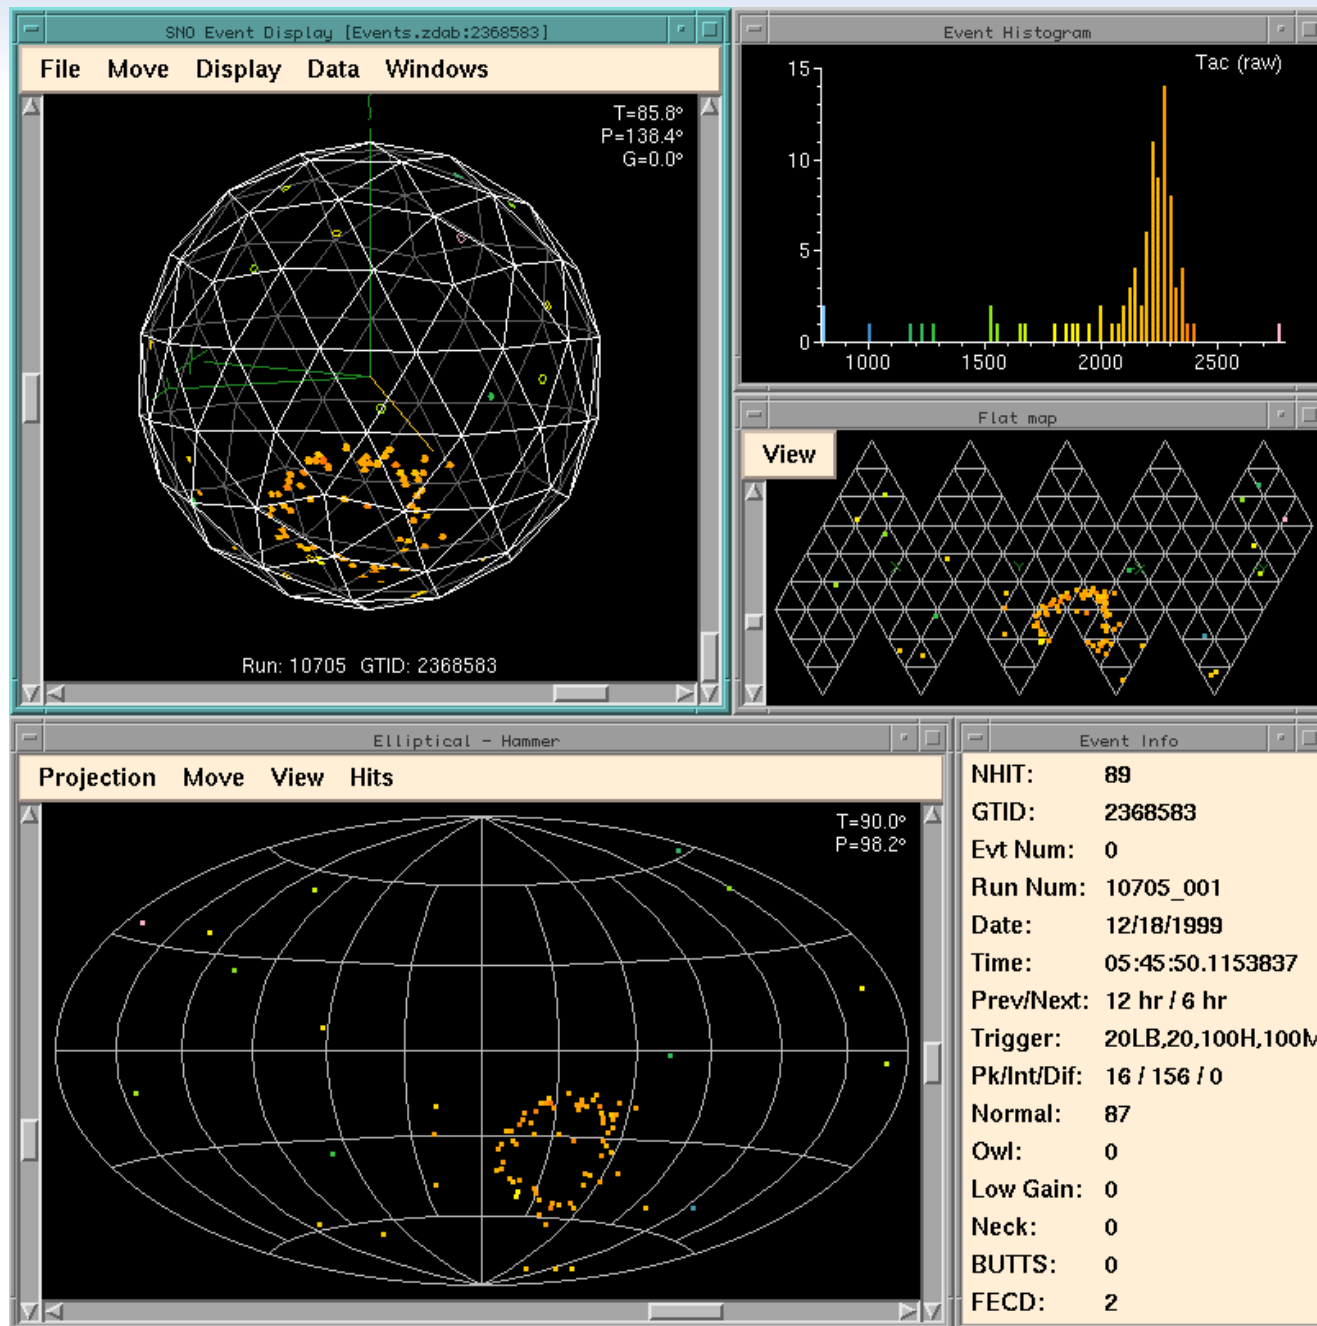 SNO Event Display [Events.zdab:2368583]
File Move Display Data Windows
T=85.8°
P=138.4°
G=0.0°
Run: 10705 GTID: 2368583
Event Histogram
Tac (raw)
15
10
5
0
1000 1500 2000 2500
Flat map
View
X Y X Y
Elliptical - Hammer
Projection Move View Hits
T=90.0°
P=98.2°
Event Info
NHIT: 89
GTID: 2368583
Evt Num: 0
Run Num: 10705_001
Date: 12/18/1999
Time: 05:45:50.1153837
Prev/Next: 12 hr / 6 hr
Trigger: 20LB,20,100H,100M
Pk/Int/Dif: 16 / 156 / 0
Normal: 87
Owl: 0
Low Gain: 0
Neck: 0
BUTTS: 0
FECD: 2